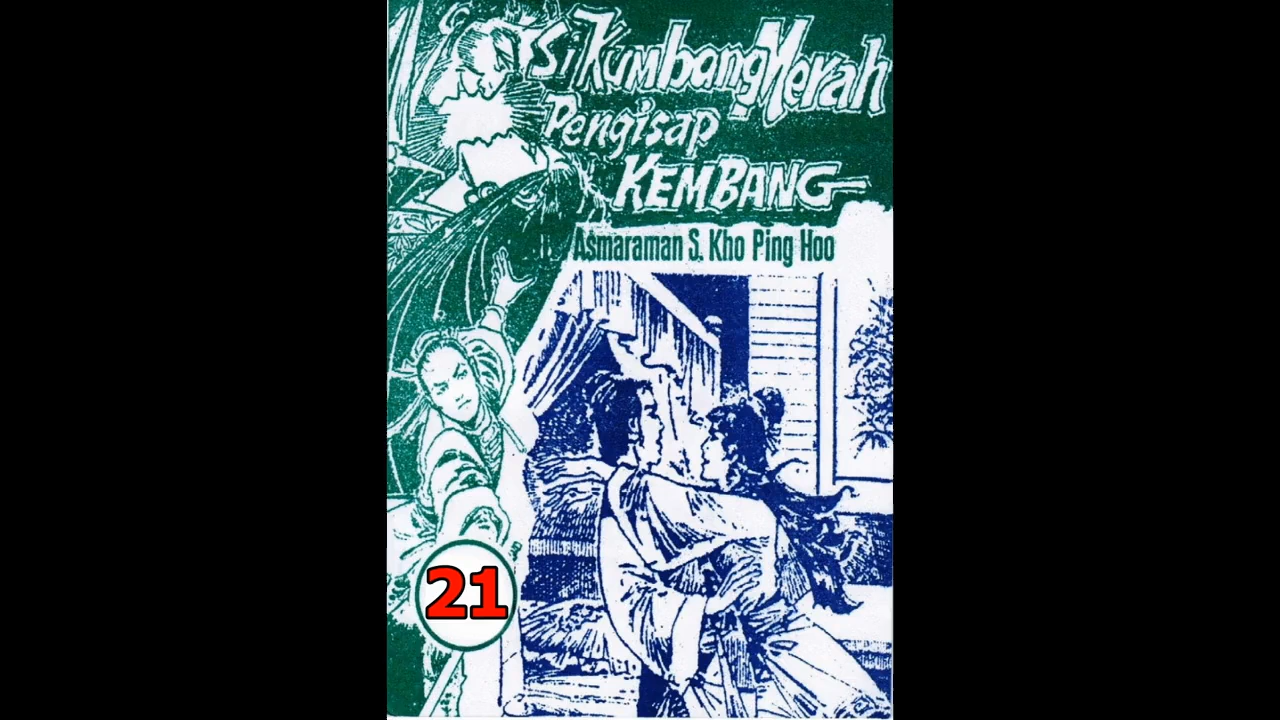 Si Kumbang Merah
Pengisap
KEMBANG
Asmaraman S. Kho Ping Hoo
21